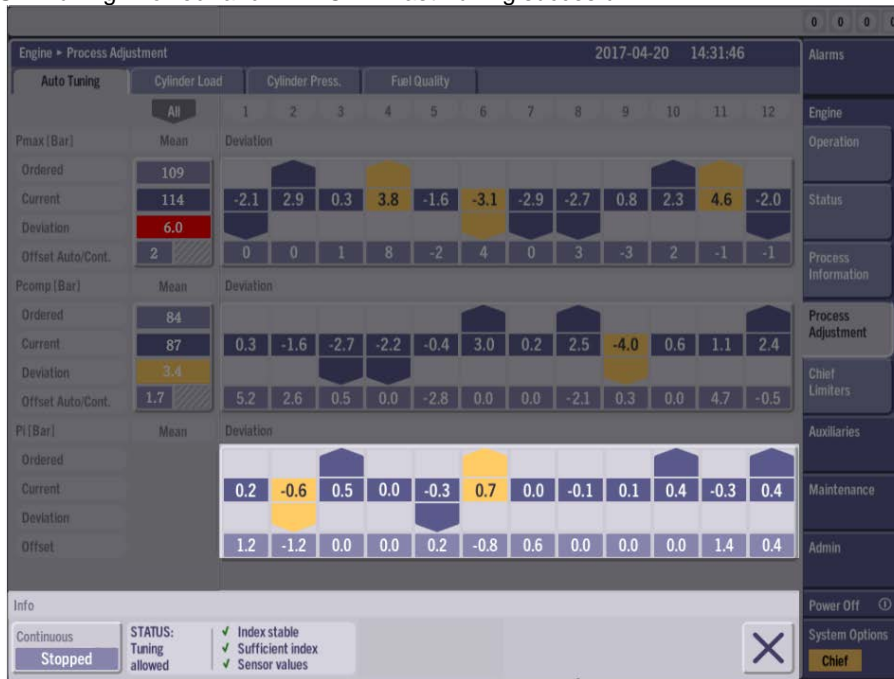 0 0 0
Engine ▸ Process Adjustment 2017-04-20 14:31:46
Alarms
Auto Tuning Cylinder Load Cylinder Press. Fuel Quality
All 1 2 3 4 5 6 7 8 9 10 11 12
Engine
Pmax [Bar] Mean Deviation
Operation
Ordered 109
Current 114 -2.1 2.9 0.3 3.8 -1.6 -3.1 -2.9 -2.7 0.8 2.3 4.6 -2.0
Status
Deviation 6.0
Offset Auto/Cont. 2 0 0 1 8 -2 4 0 3 -3 2 -1 -1
Process
Information
Pcomp [Bar] Mean Deviation
Ordered 84
Process
Adjustment
Current 87 0.3 -1.6 -2.7 -2.2 -0.4 3.0 0.2 2.5 -4.0 0.6 1.1 2.4
Deviation 3.4
Chief
Limiters
Offset Auto/Cont. 1.7 5.2 2.6 0.5 0.0 -2.8 0.0 0.0 -2.1 0.3 0.0 4.7 -0.5
Pi [Bar] Mean Deviation
Auxiliaries
Ordered
Current 0.2 -0.6 0.5 0.0 -0.3 0.7 0.0 -0.1 0.1 0.4 -0.3 0.4
Maintenance
Deviation
Offset 1.2 -1.2 0.0 0.0 0.2 -0.8 0.6 0.0 0.0 0.0 1.4 0.4
Admin
Info
Power Off
Continuous
Stopped
STATUS:
Tuning
allowed
✓ Index stable
✓ Sufficient index
✓ Sensor values
System Options
Chief